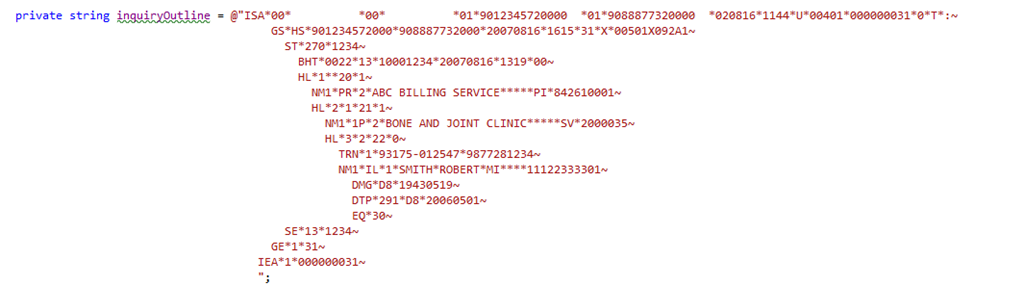 private string inquiryOutline = @"ISA*00*          *00*          *01*9012345720000  *01*9088877320000  *020816*1144*U*00401*000000031*0*T*:~
GS*HS*901234572000*908887732000*20070816*1615*31*X*00501X092A1~
ST*270*1234~
BHT*0022*13*10001234*20070816*1319*00~
HL*1**20*1~
NM1*PR*2*ABC BILLING SERVICE*****PI*842610001~
HL*2*1*21*1~
NM1*1P*2*BONE AND JOINT CLINIC*****SV*2000035~
HL*3*2*22*0~
TRN*1*93175-012547*9877281234~
NM1*IL*1*SMITH*ROBERT*MI****11122333301~
DMG*D8*19430519~
DTP*291*D8*20060501~
EQ*30~
SE*13*1234~
GE*1*31~
IEA*1*000000031~
";